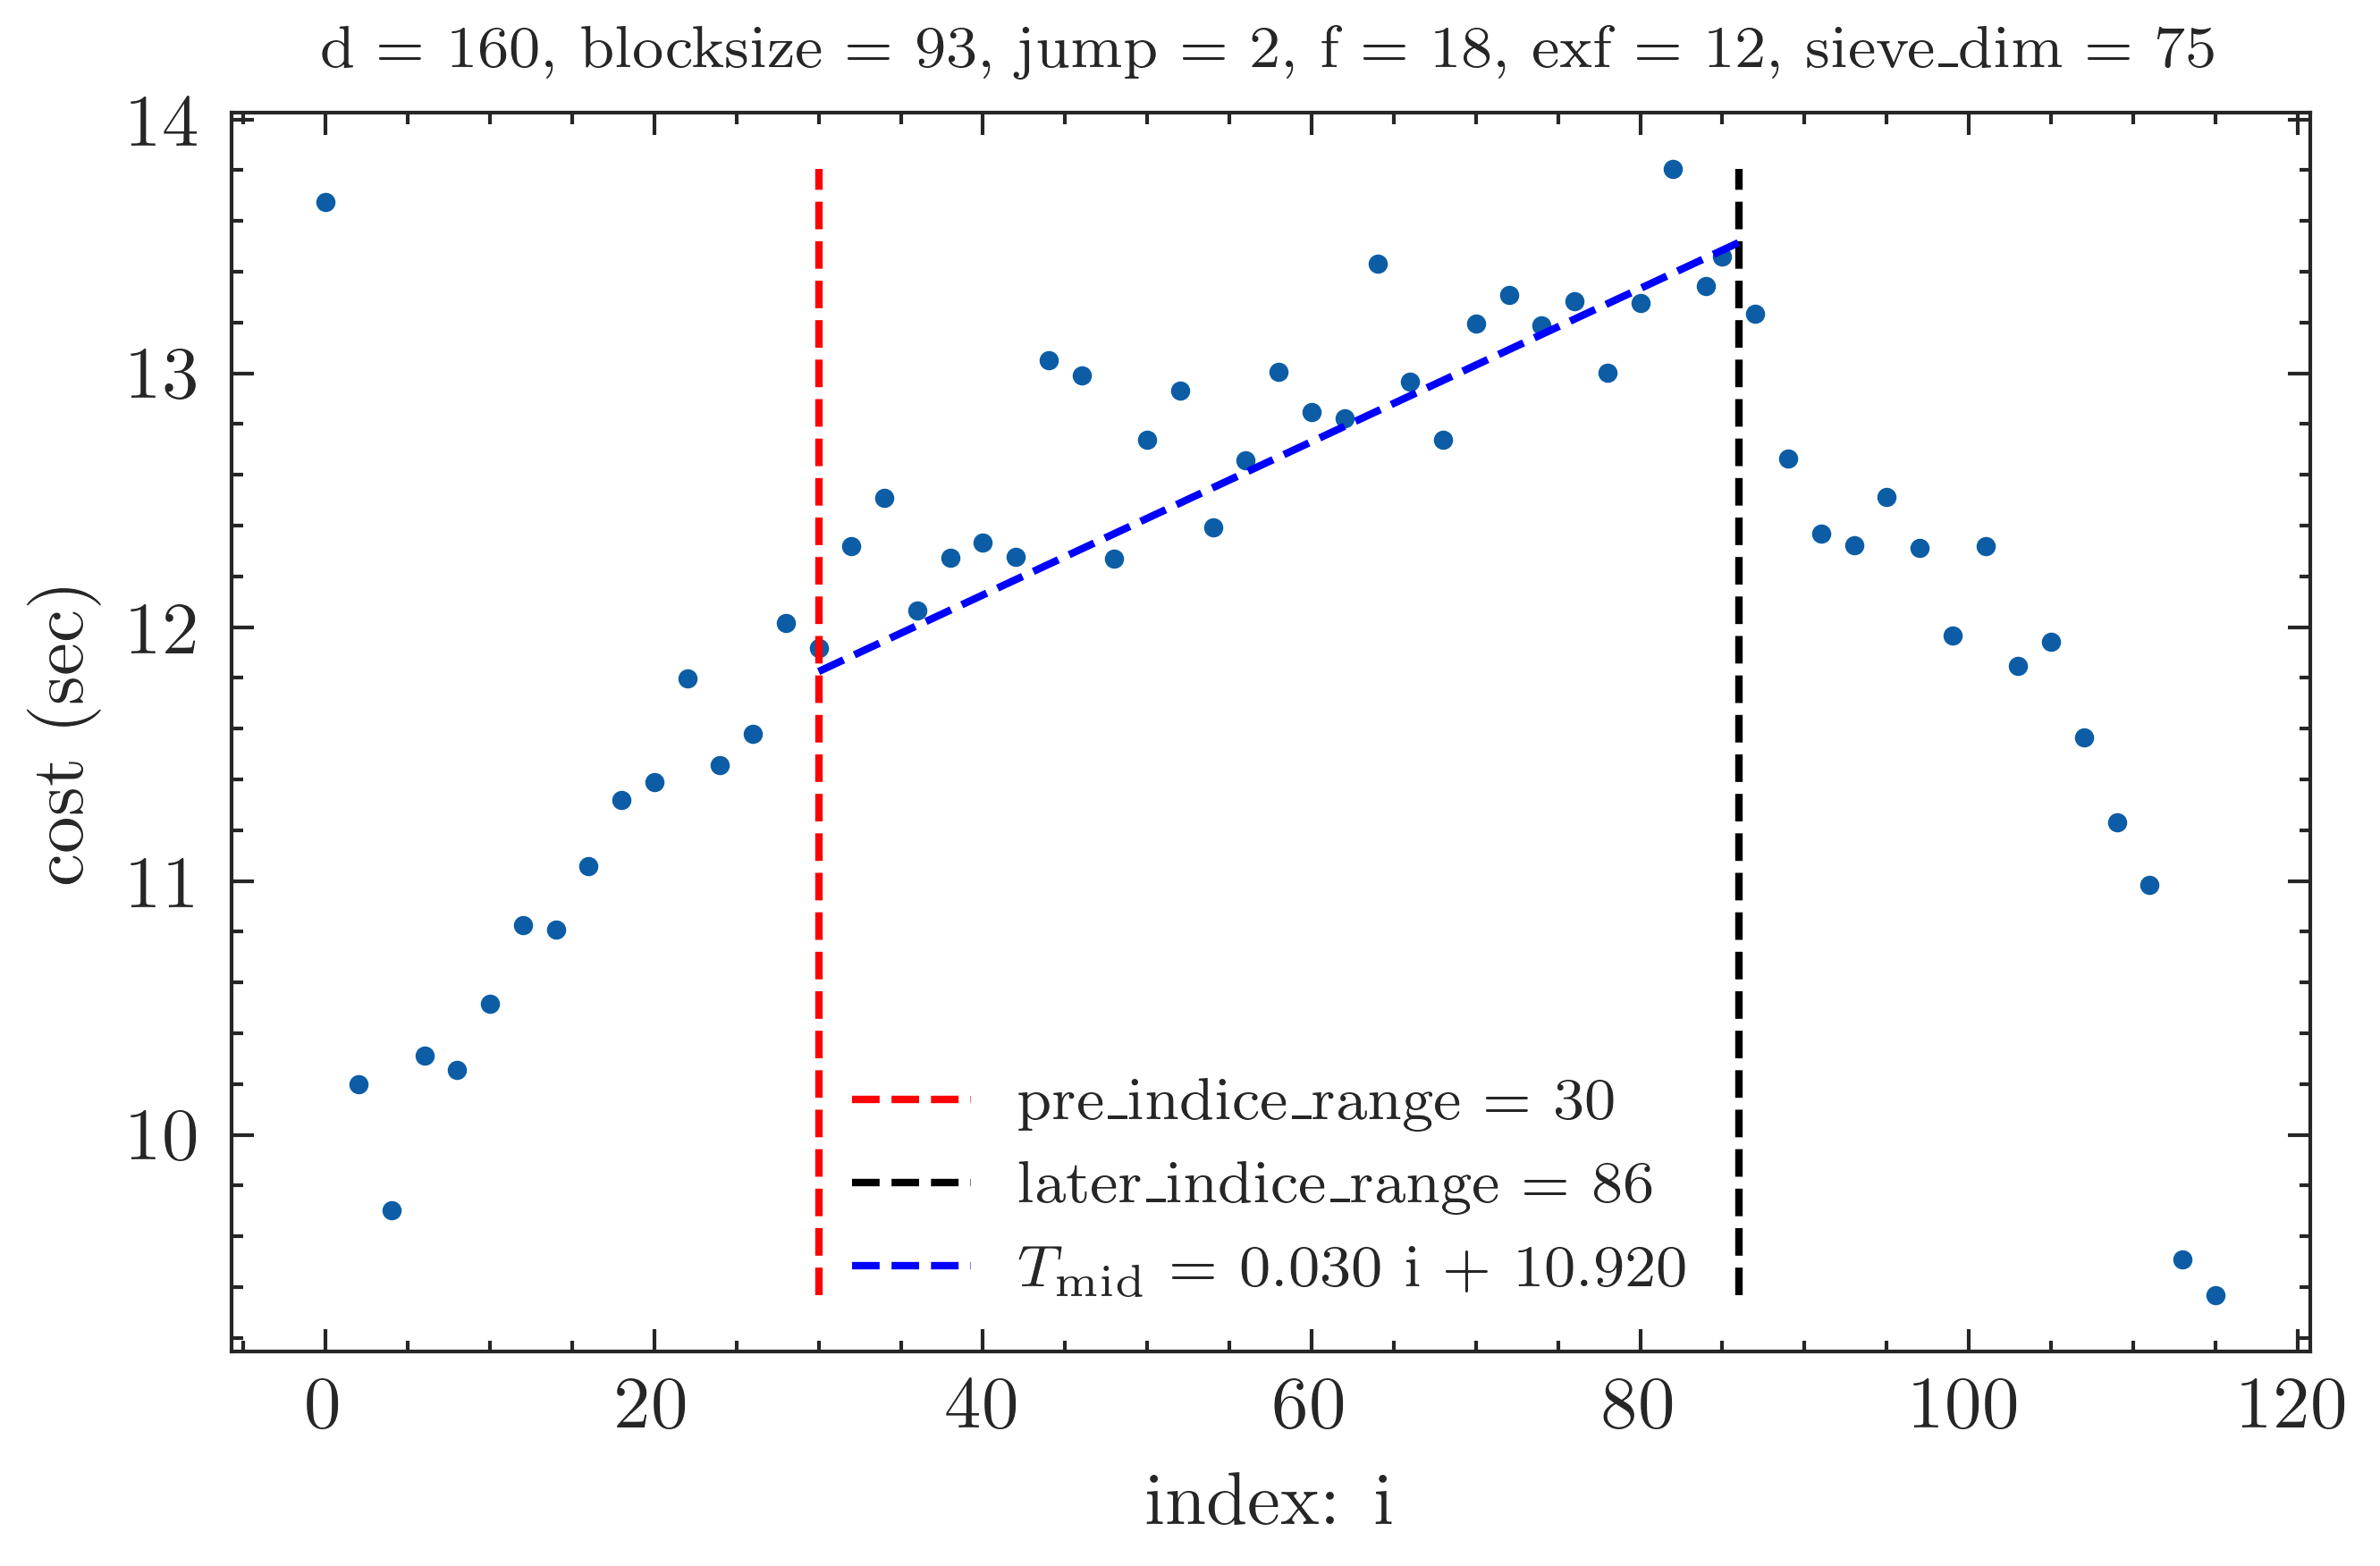 d = 160, blocksize = 93, jump = 2, f = 18, exf = 12, sieve_dim = 75
14
13
12
11
10
cost (sec)
pre_indice_range = 30
later_indice_range = 86
T_mid = 0.030 i + 10.920
0 20 40 60 80 100 120
index: i